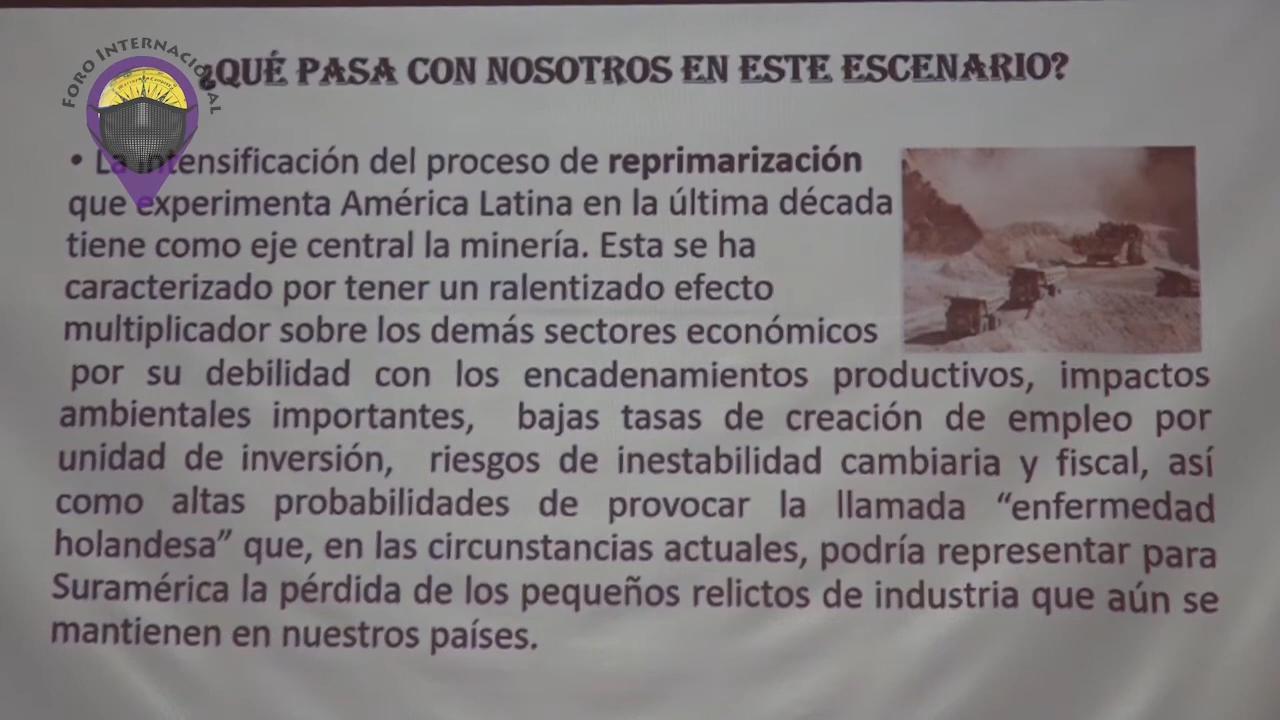 FORO INTERNACIONAL
¿QUÉ PASA CON NOSOTROS EN ESTE ESCENARIO?
• La intensificación del proceso de reprimarización
que experimenta América Latina en la última década
tiene como eje central la minería. Esta se ha
caracterizado por tener un ralentizado efecto
multiplicador sobre los demás sectores económicos
por su debilidad con los encadenamientos productivos, impactos
ambientales importantes, bajas tasas de creación de empleo por
unidad de inversión, riesgos de inestabilidad cambiaria y fiscal, así
como altas probabilidades de provocar la llamada “enfermedad
holandesa” que, en las circunstancias actuales, podría representar para
Suramérica la pérdida de los pequeños relictos de industria que aún se
mantienen en nuestros países.